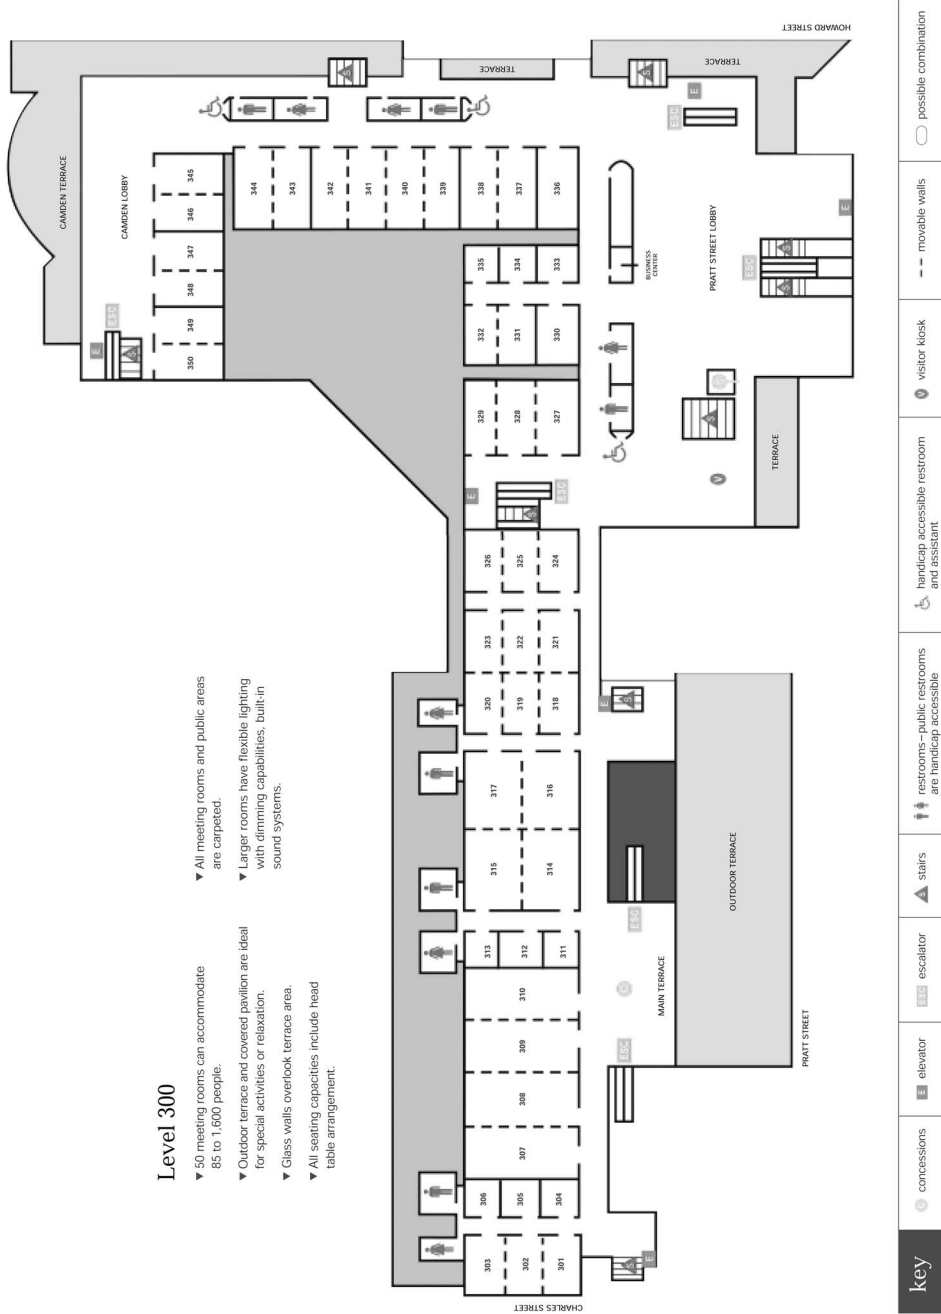 Level 300
▼ 50 meeting rooms can accommodate
85 to 1,600 people.
▼ Outdoor terrace and covered pavilion are ideal
for special activities or relaxation.
▼ Glass walls overlook terrace area.
▼ All seating capacities include head
table arrangement.
▼ All meeting rooms and public areas
are carpeted.
▼ Larger rooms have flexible lighting
with dimming capabilities, built-in
sound systems.
CAMDEN TERRACE
CAMDEN LOBBY
E
ESC
S
350
349
348
347
346
345
344
343
342
341
340
339
338
337
336
335
334
333
332
331
330
329
328
327
326
325
324
323
322
321
320
319
318
317
316
315
314
313
312
311
310
309
308
307
306
305
304
303
302
301
S
TERRACE
S
TERRACE
HOWARD STREET
E
ESC
BUSINESS
CENTER
PRATT STREET LOBBY
E
ESC
S
S
C
S
V
TERRACE
E
ESC
S
E
S
ESC
OUTDOOR TERRACE
MAIN TERRACE
C
ESC
PRATT STREET
S
E
CHARLES STREET
key
C concessions
E elevator
ESC escalator
S stairs
restrooms–public restrooms
are handicap accessible
handicap accessible restroom
and assistant
V visitor kiosk
movable walls
possible combination